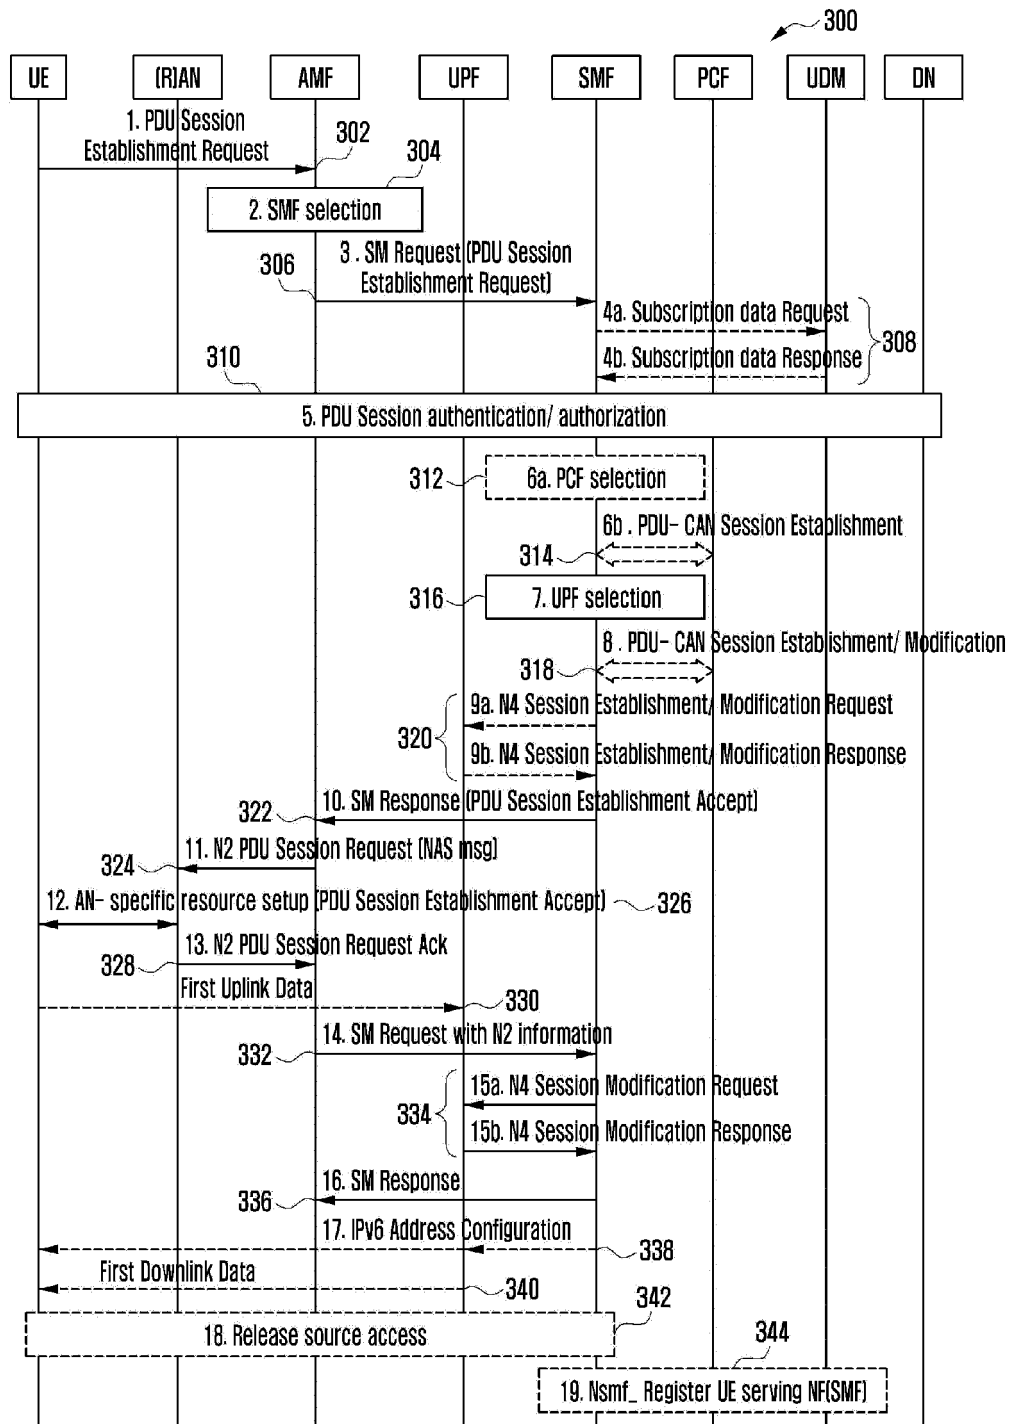 300
UE (R)AN AMF UPF SMF PCF UDM DN
1. PDU Session
Establishment Request
302
304
2. SMF selection
306
3 . SM Request (PDU Session
Establishment Request)
4a. Subscription data Request
308
4b. Subscription data Response
310
5. PDU Session authentication/ authorization
312
6a. PCF selection
6b . PDU- CAN Session Establishment
314
316
7. UPF selection
8 . PDU- CAN Session Establishment/ Modification
318
9a. N4 Session Establishment/ Modification Request
320
9b. N4 Session Establishment/ Modification Response
10. SM Response (PDU Session Establishment Accept)
322
11. N2 PDU Session Request (NAS msg)
324
12. AN- specific resource setup (PDU Session Establishment Accept)
326
13. N2 PDU Session Request Ack
328
First Uplink Data
330
14. SM Request with N2 information
332
15a. N4 Session Modification Request
334
15b. N4 Session Modification Response
16. SM Response
336
17. IPv6 Address Configuration
338
First Downlink Data
340
342
18. Release source access
344
19. Nsmf_ Register UE serving NF(SMF)